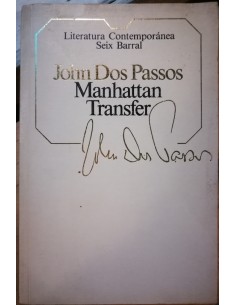 Literatura Contemporánea
Seix Barral
John Dos Passos
Manhattan
Transfer
John Dos Passos